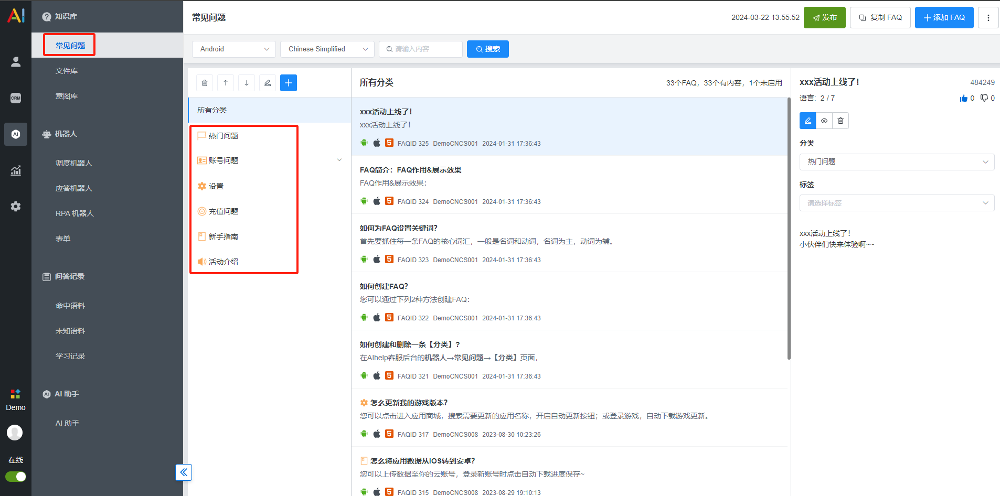 AI
知识库
常见问题
文件库
意图库
机器人
调度机器人
应答机器人
RPA 机器人
表单
问答记录
命中语料
未知语料
学习记录
AI 助手
AI 助手
CRM
AI
Demo
在线
常见问题
2024-03-22 13:55:52
发布
复制 FAQ
添加 FAQ
Android
Chinese Simplified
请输入内容
搜索
所有分类
热门问题
账号问题
设置
充值问题
新手指南
活动介绍
所有分类
33个FAQ，33个有内容，1个未启用
xxx活动上线了！
xxx活动上线了！
FAQID 325 DemoCNCS001 2024-01-31 17:36:43
FAQ简介：FAQ作用&展示效果
FAQ作用&展示效果：
FAQID 324 DemoCNCS001 2024-01-31 17:36:43
如何为FAQ设置关键词？
首先要抓住每一条FAQ的核心词汇，一般是名词和动词，名词为主，动词为辅。
FAQID 323 DemoCNCS001 2024-01-31 17:36:43
如何创建FAQ？
您可以通过下列2种方法创建FAQ：
FAQID 322 DemoCNCS001 2024-01-31 17:36:43
如何创建和删除一条【分类】?
在AIhelp客服后台的机器人→常见问题→【分类】页面，
FAQID 321 DemoCNCS001 2024-01-31 17:36:43
怎么更新我的游戏版本？
您可以点击进入应用商城，搜索需要更新的应用名称，开启自动更新按钮；或登录游戏，自动下载游戏更新。
FAQID 317 DemoCNCS008 2023-08-30 10:23:26
怎么将应用数据从IOS转到安卓？
您可以上传数据至你的云账号，登录新账号时点击自动下载进度保存~
FAQID 315 DemoCNCS008 2023-08-29 19:10:13
xxx活动上线了！
484249
语言: 2 / 7
0
0
分类
热门问题
标签
请选择标签
xxx活动上线了！
小伙伴们快来体验啊~~